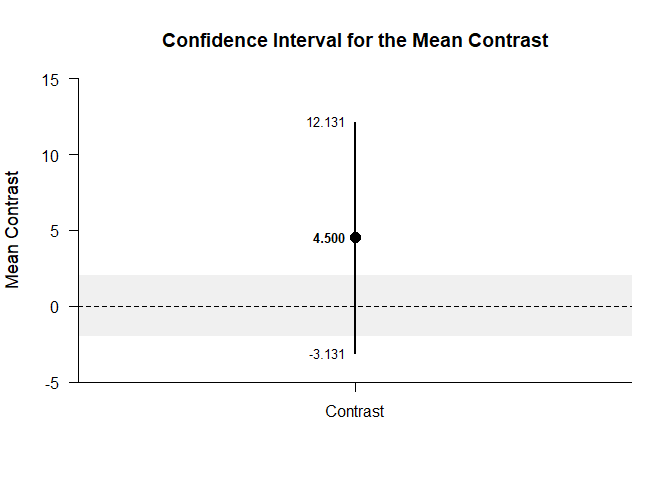 Confidence Interval for the Mean Contrast
15
10
5
0
-5
Mean Contrast
12.131
4.500
-3.131
Contrast